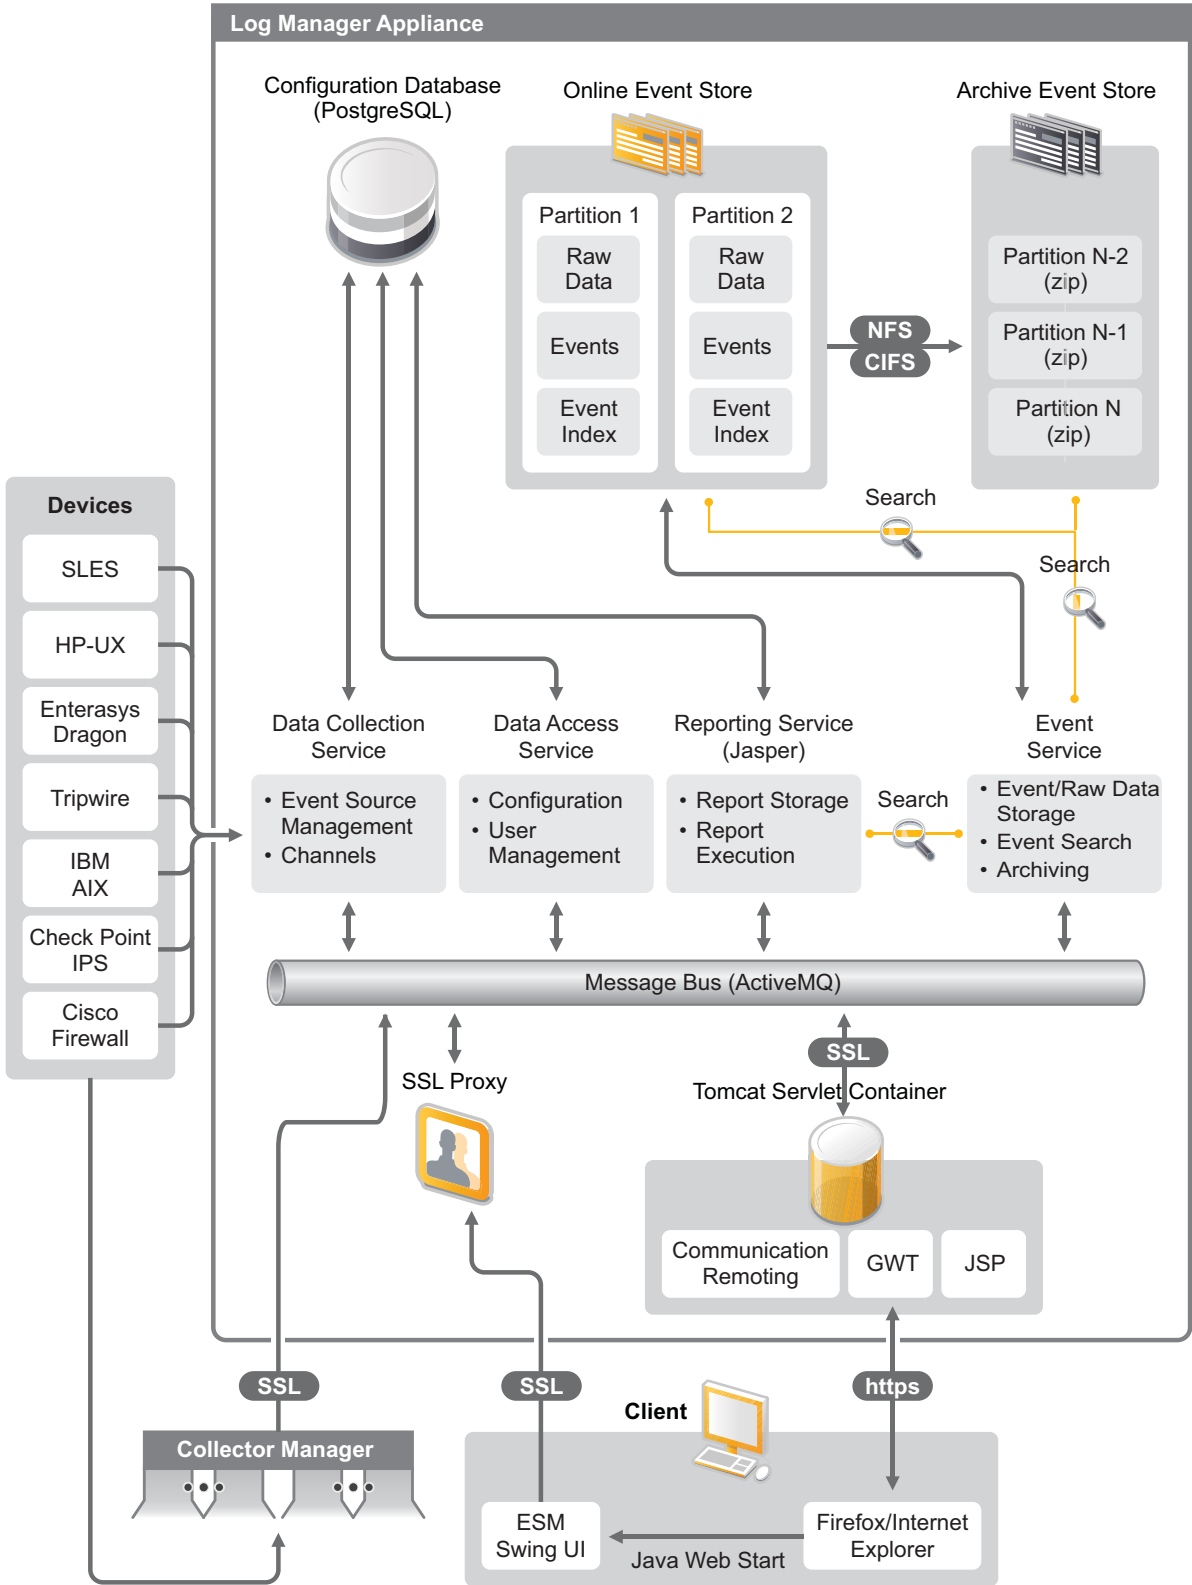 Log Manager Appliance
Configuration Database
(PostgreSQL)
Online Event Store
Archive Event Store
Partition 1
Raw
Data
Events
Event
Index
Partition 2
Raw
Data
Events
Event
Index
NFS
CIFS
Partition N-2
(zip)
Partition N-1
(zip)
Partition N
(zip)
Search
Search
Devices
SLES
HP-UX
Enterasys
Dragon
Tripwire
IBM
AIX
Check Point
IPS
Cisco
Firewall
Data Collection
Service
• Event Source
Management
• Channels
Data Access
Service
• Configuration
• User
Management
Reporting Service
(Jasper)
• Report Storage
• Report
Execution
Search
Event
Service
• Event/Raw Data
Storage
• Event Search
• Archiving
Message Bus (ActiveMQ)
SSL Proxy
SSL
Tomcat Servlet Container
Communication
Remoting
GWT
JSP
SSL
SSL
https
Client
Collector Manager
ESM
Swing UI
Java Web Start
Firefox/Internet
Explorer